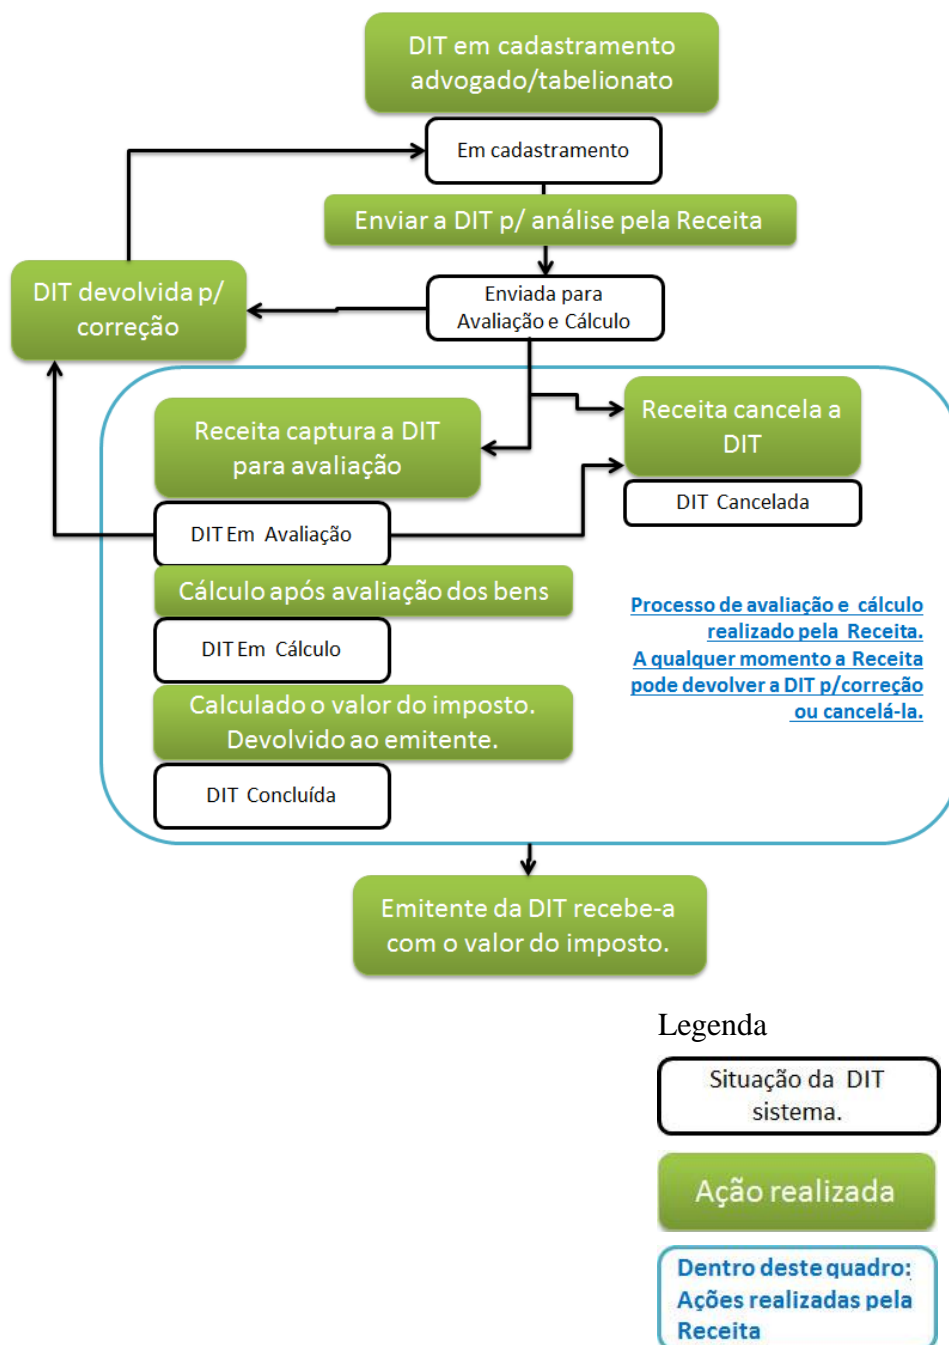 DIT em cadastramento
advogado/tabelionato
Em cadastramento
Enviar a DIT p/ análise pela Receita
DIT devolvida p/
correção
Enviada para
Avaliação e Cálculo
Receita captura a DIT
para avaliação
Receita cancela a
DIT
DIT Cancelada
DIT Em Avaliação
Cálculo após avaliação dos bens
DIT Em Cálculo
Processo de avaliação e cálculo
realizado pela Receita.
A qualquer momento a Receita
pode devolver a DIT p/correção
ou cancelá-la.
Calculado o valor do imposto.
Devolvido ao emitente.
DIT Concluída
Emitente da DIT recebe-a
com o valor do imposto.
Legenda
Situação da DIT
sistema.
Ação realizada
Dentro deste quadro:
Ações realizadas pela
Receita